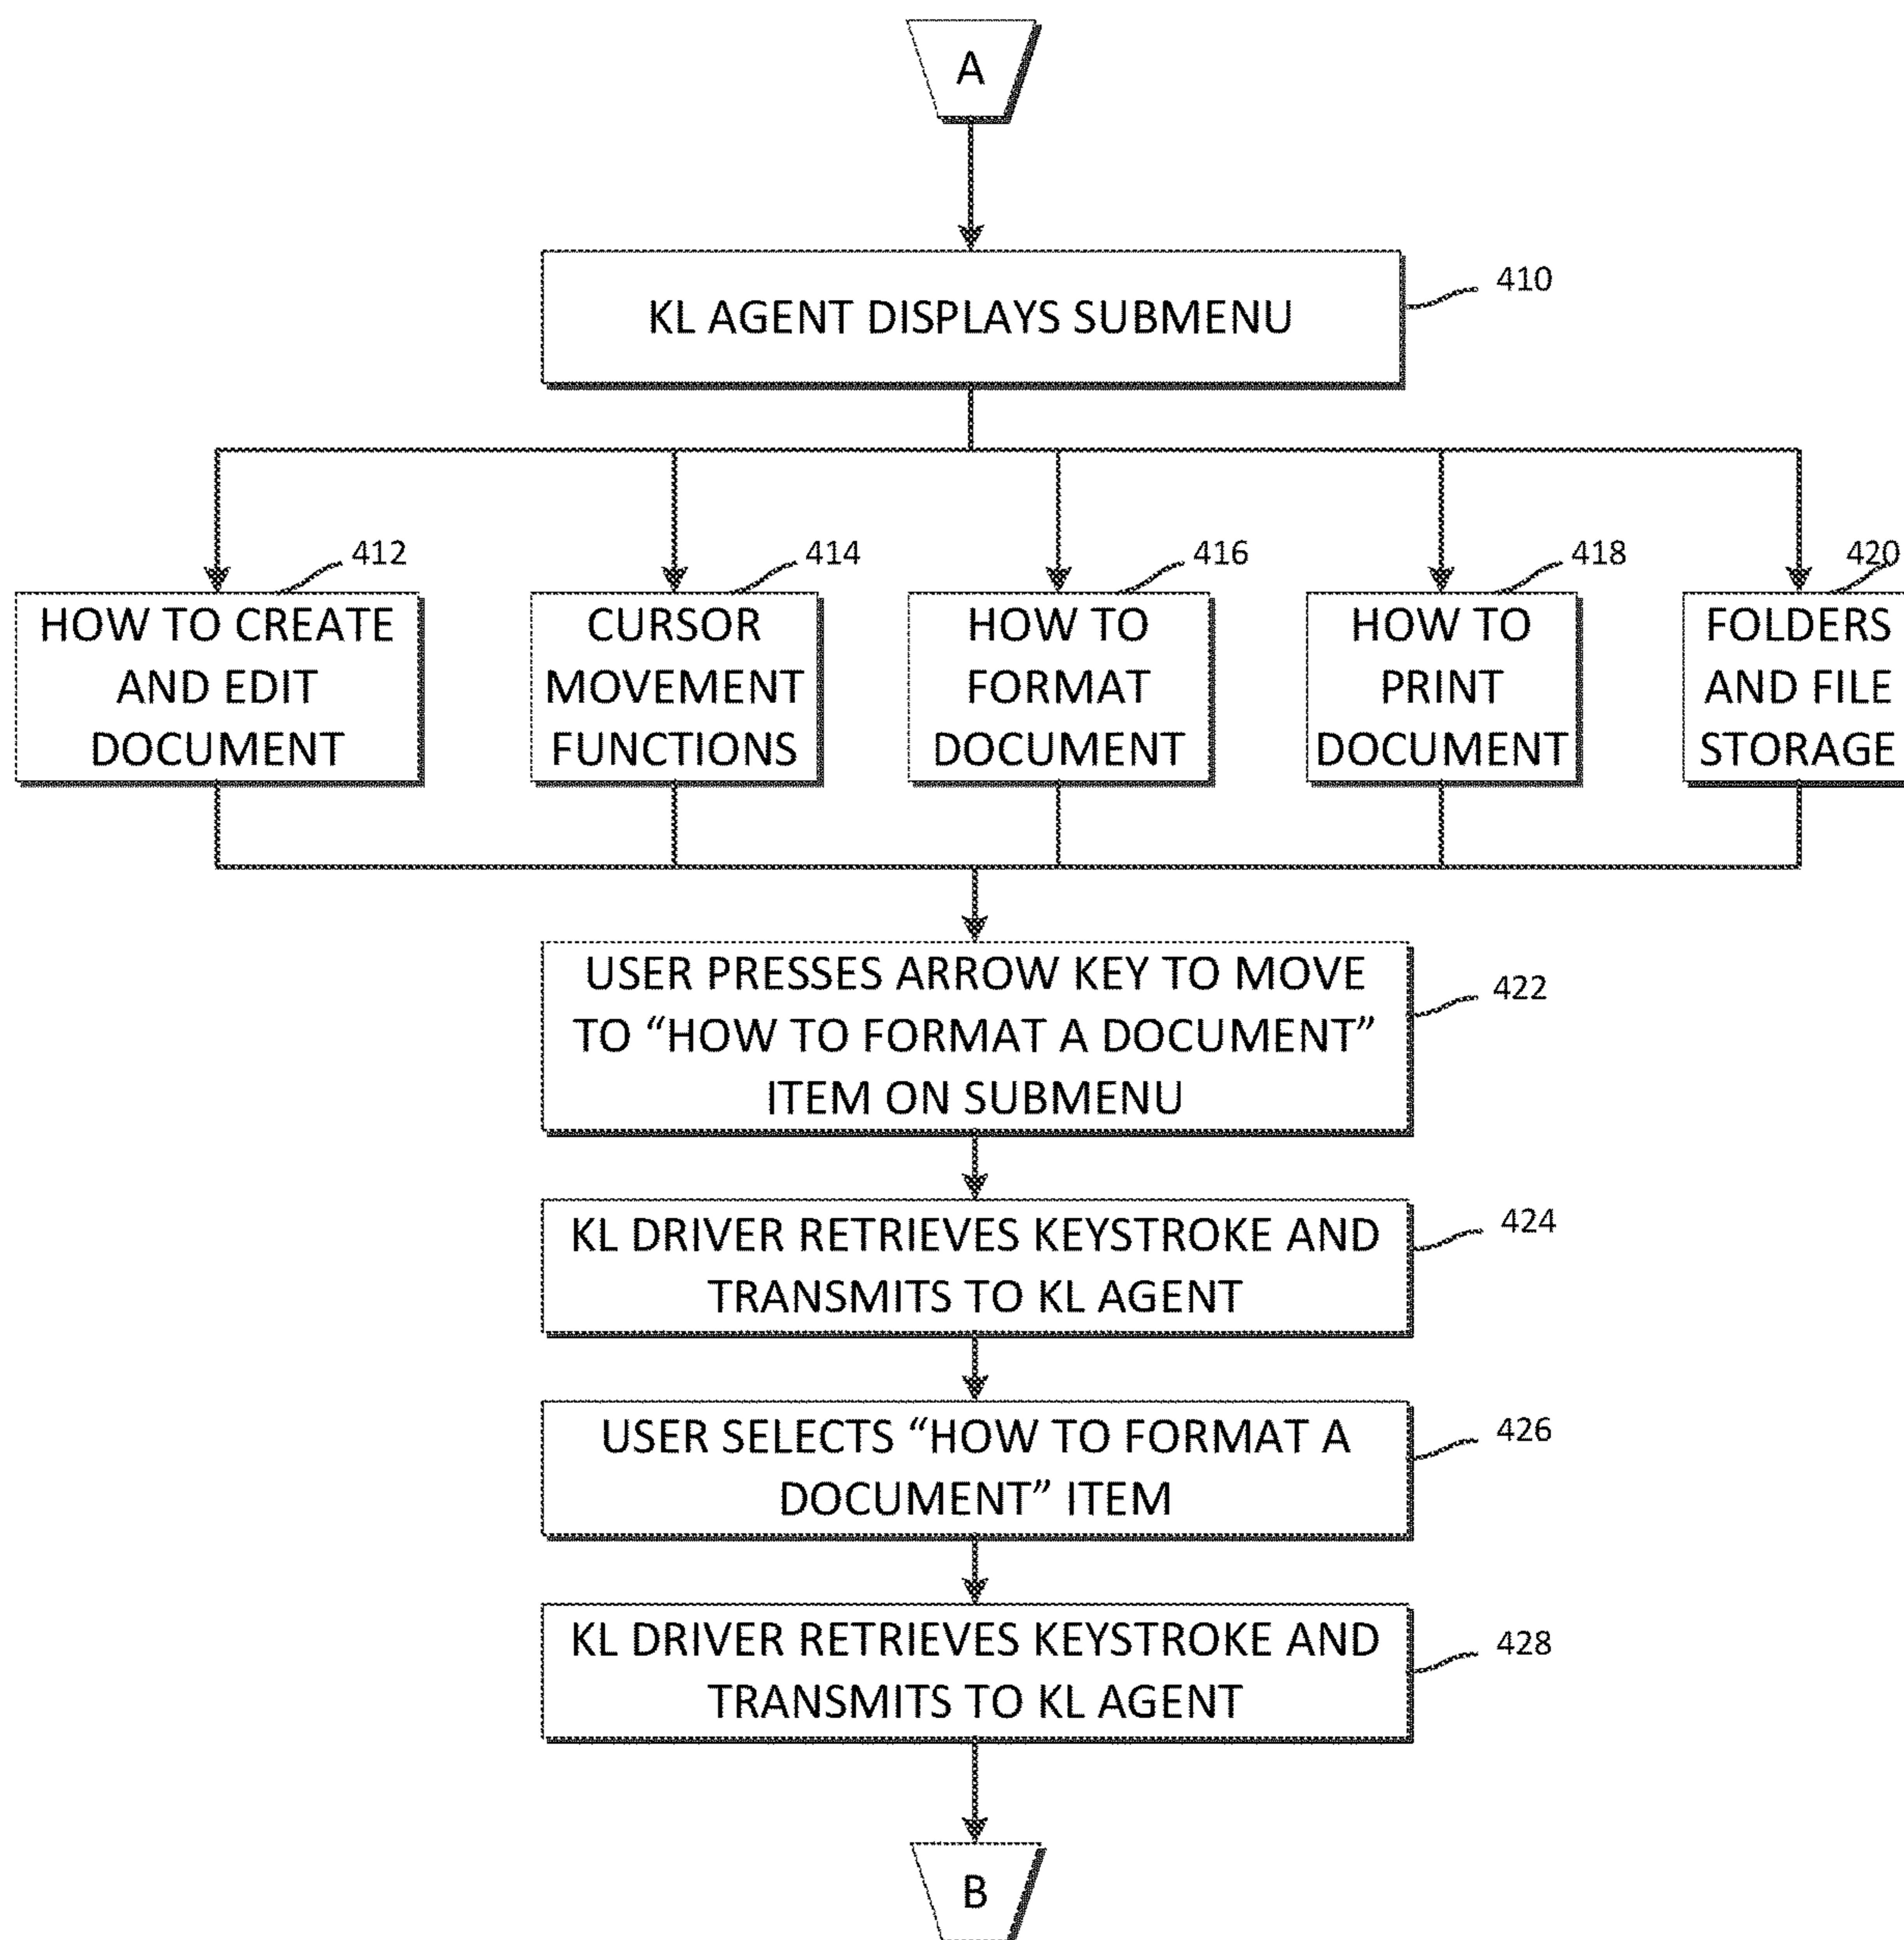 A
KL AGENT DISPLAYS SUBMENU
410
412
HOW TO CREATE
AND EDIT
DOCUMENT
414
CURSOR
MOVEMENT
FUNCTIONS
416
HOW TO
FORMAT
DOCUMENT
418
HOW TO
PRINT
DOCUMENT
420
FOLDERS
AND FILE
STORAGE
USER PRESSES ARROW KEY TO MOVE
TO “HOW TO FORMAT A DOCUMENT”
ITEM ON SUBMENU
422
KL DRIVER RETRIEVES KEYSTROKE AND
TRANSMITS TO KL AGENT
424
USER SELECTS “HOW TO FORMAT A
DOCUMENT” ITEM
426
KL DRIVER RETRIEVES KEYSTROKE AND
TRANSMITS TO KL AGENT
428
B